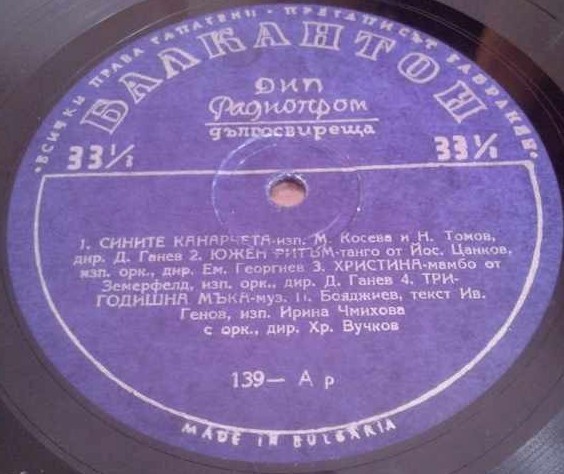 •ВСИЧКИ ПРАВА ЗАПАЗЕНИ • ПРЕПИСЪТ ЗАБРАНЕН•
БАЛКАНТОН
ДИП
Радиопром
дългосвиреща
33⅓ 33⅓
1. СИНИТЕ КАНАРЧЕТА-изп. М. Косева и Н. Томов,
дир. Д. Ганев 2. ЮЖЕН РИТЪМ-танго от Йос. Цанков,
изп. орк., дир. Ем. Георгиев 3. ХРИСТИНА-мамбо от
Земерфелд, изп. орк., дир. Д. Ганев 4. ТРИ-
ГОДИШНА МЪКА-муз. П. Бояджиев, текст Ив.
Генов, изп. Ирина Чмихова
с орк., дир. Хр. Вучков
139— А р
MADE IN BULGARIA